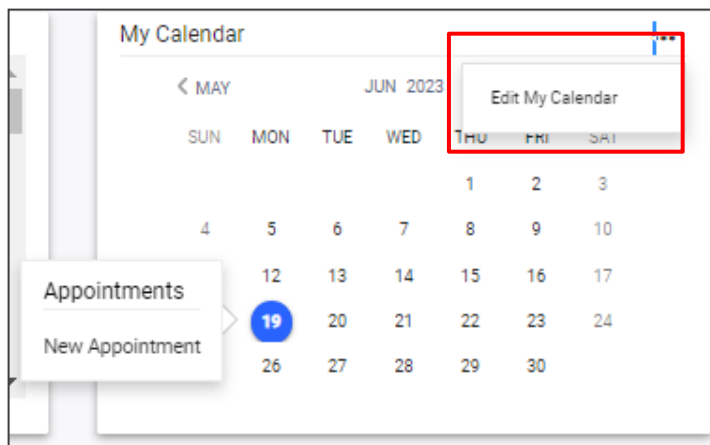 My Calendar
MAY JUN 2023
Edit My Calendar
SUN MON TUE WED THU FRI SAT
1 2 3
4 5 6 7 8 9 10
12 13 14 15 16 17
Appointments
19 20 21 22 23 24
New Appointment
26 27 28 29 30